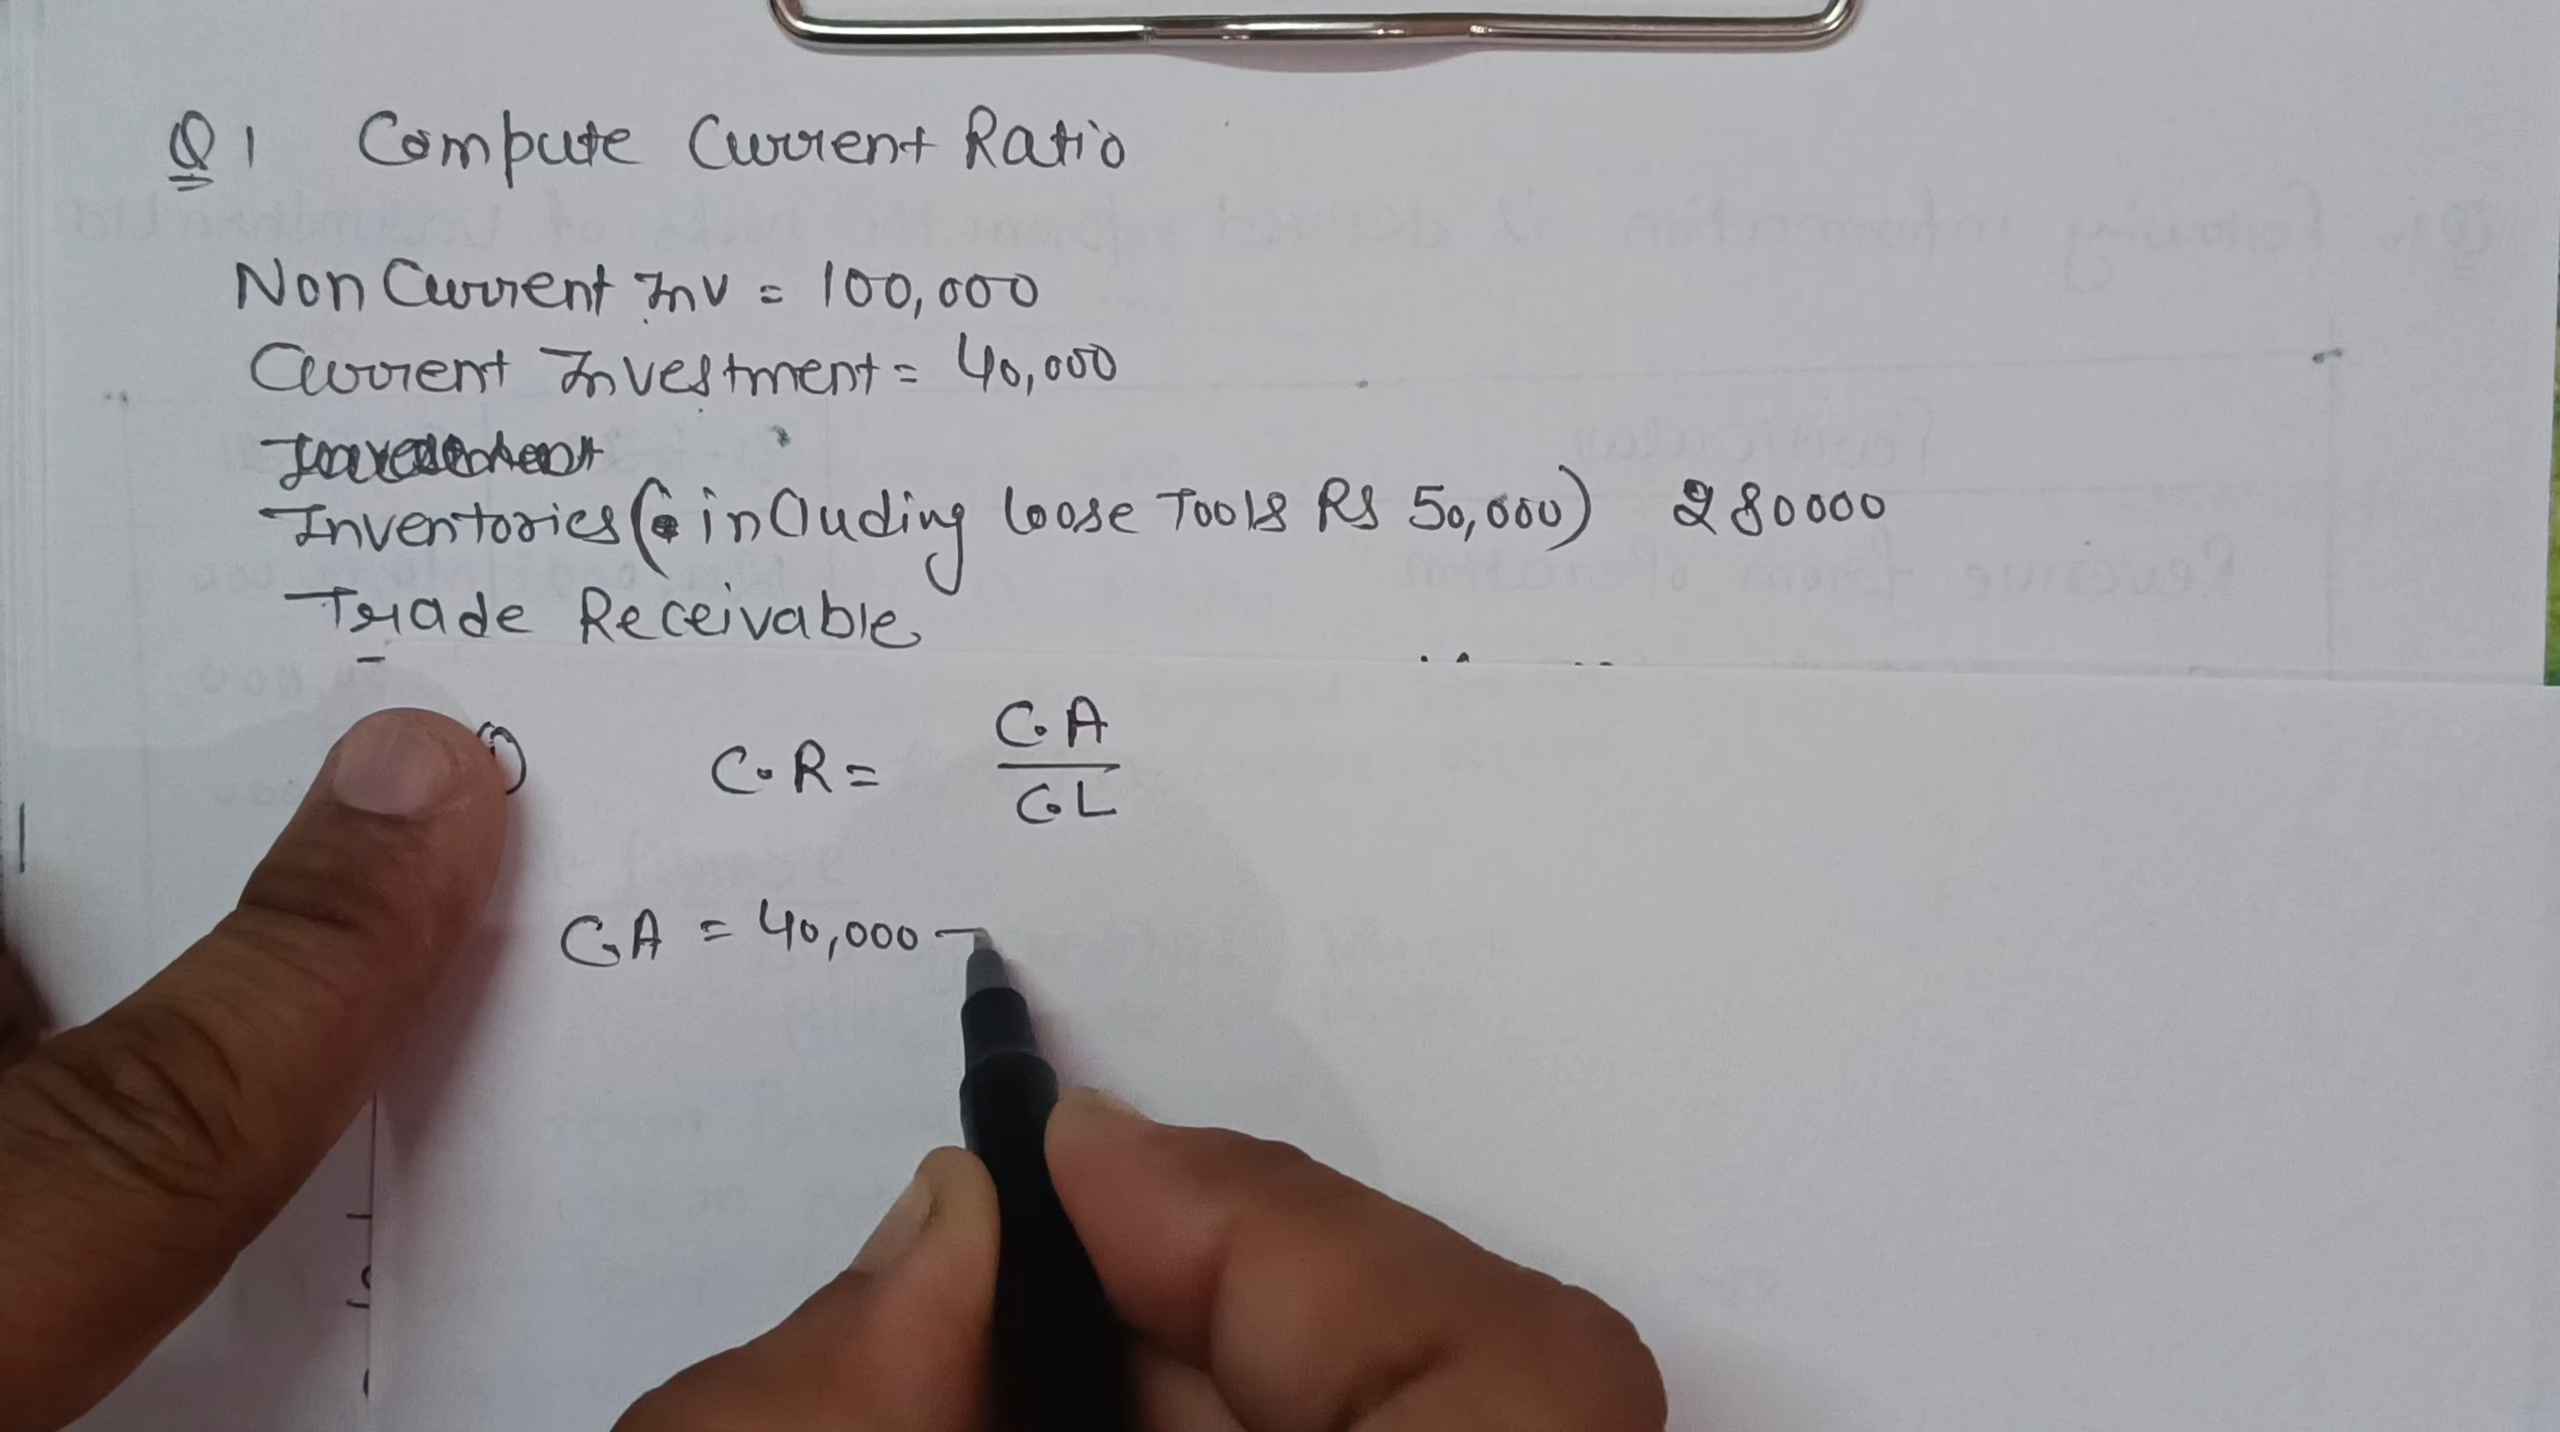 Q1 Compute Current Ratio
Non Current Inv = 100,000
Current Investment = 40,000
Inventories (including loose Tools Rs 50,000) 280000
Trade Receivable
C.R = C.A
C.L
C.A = 40,000